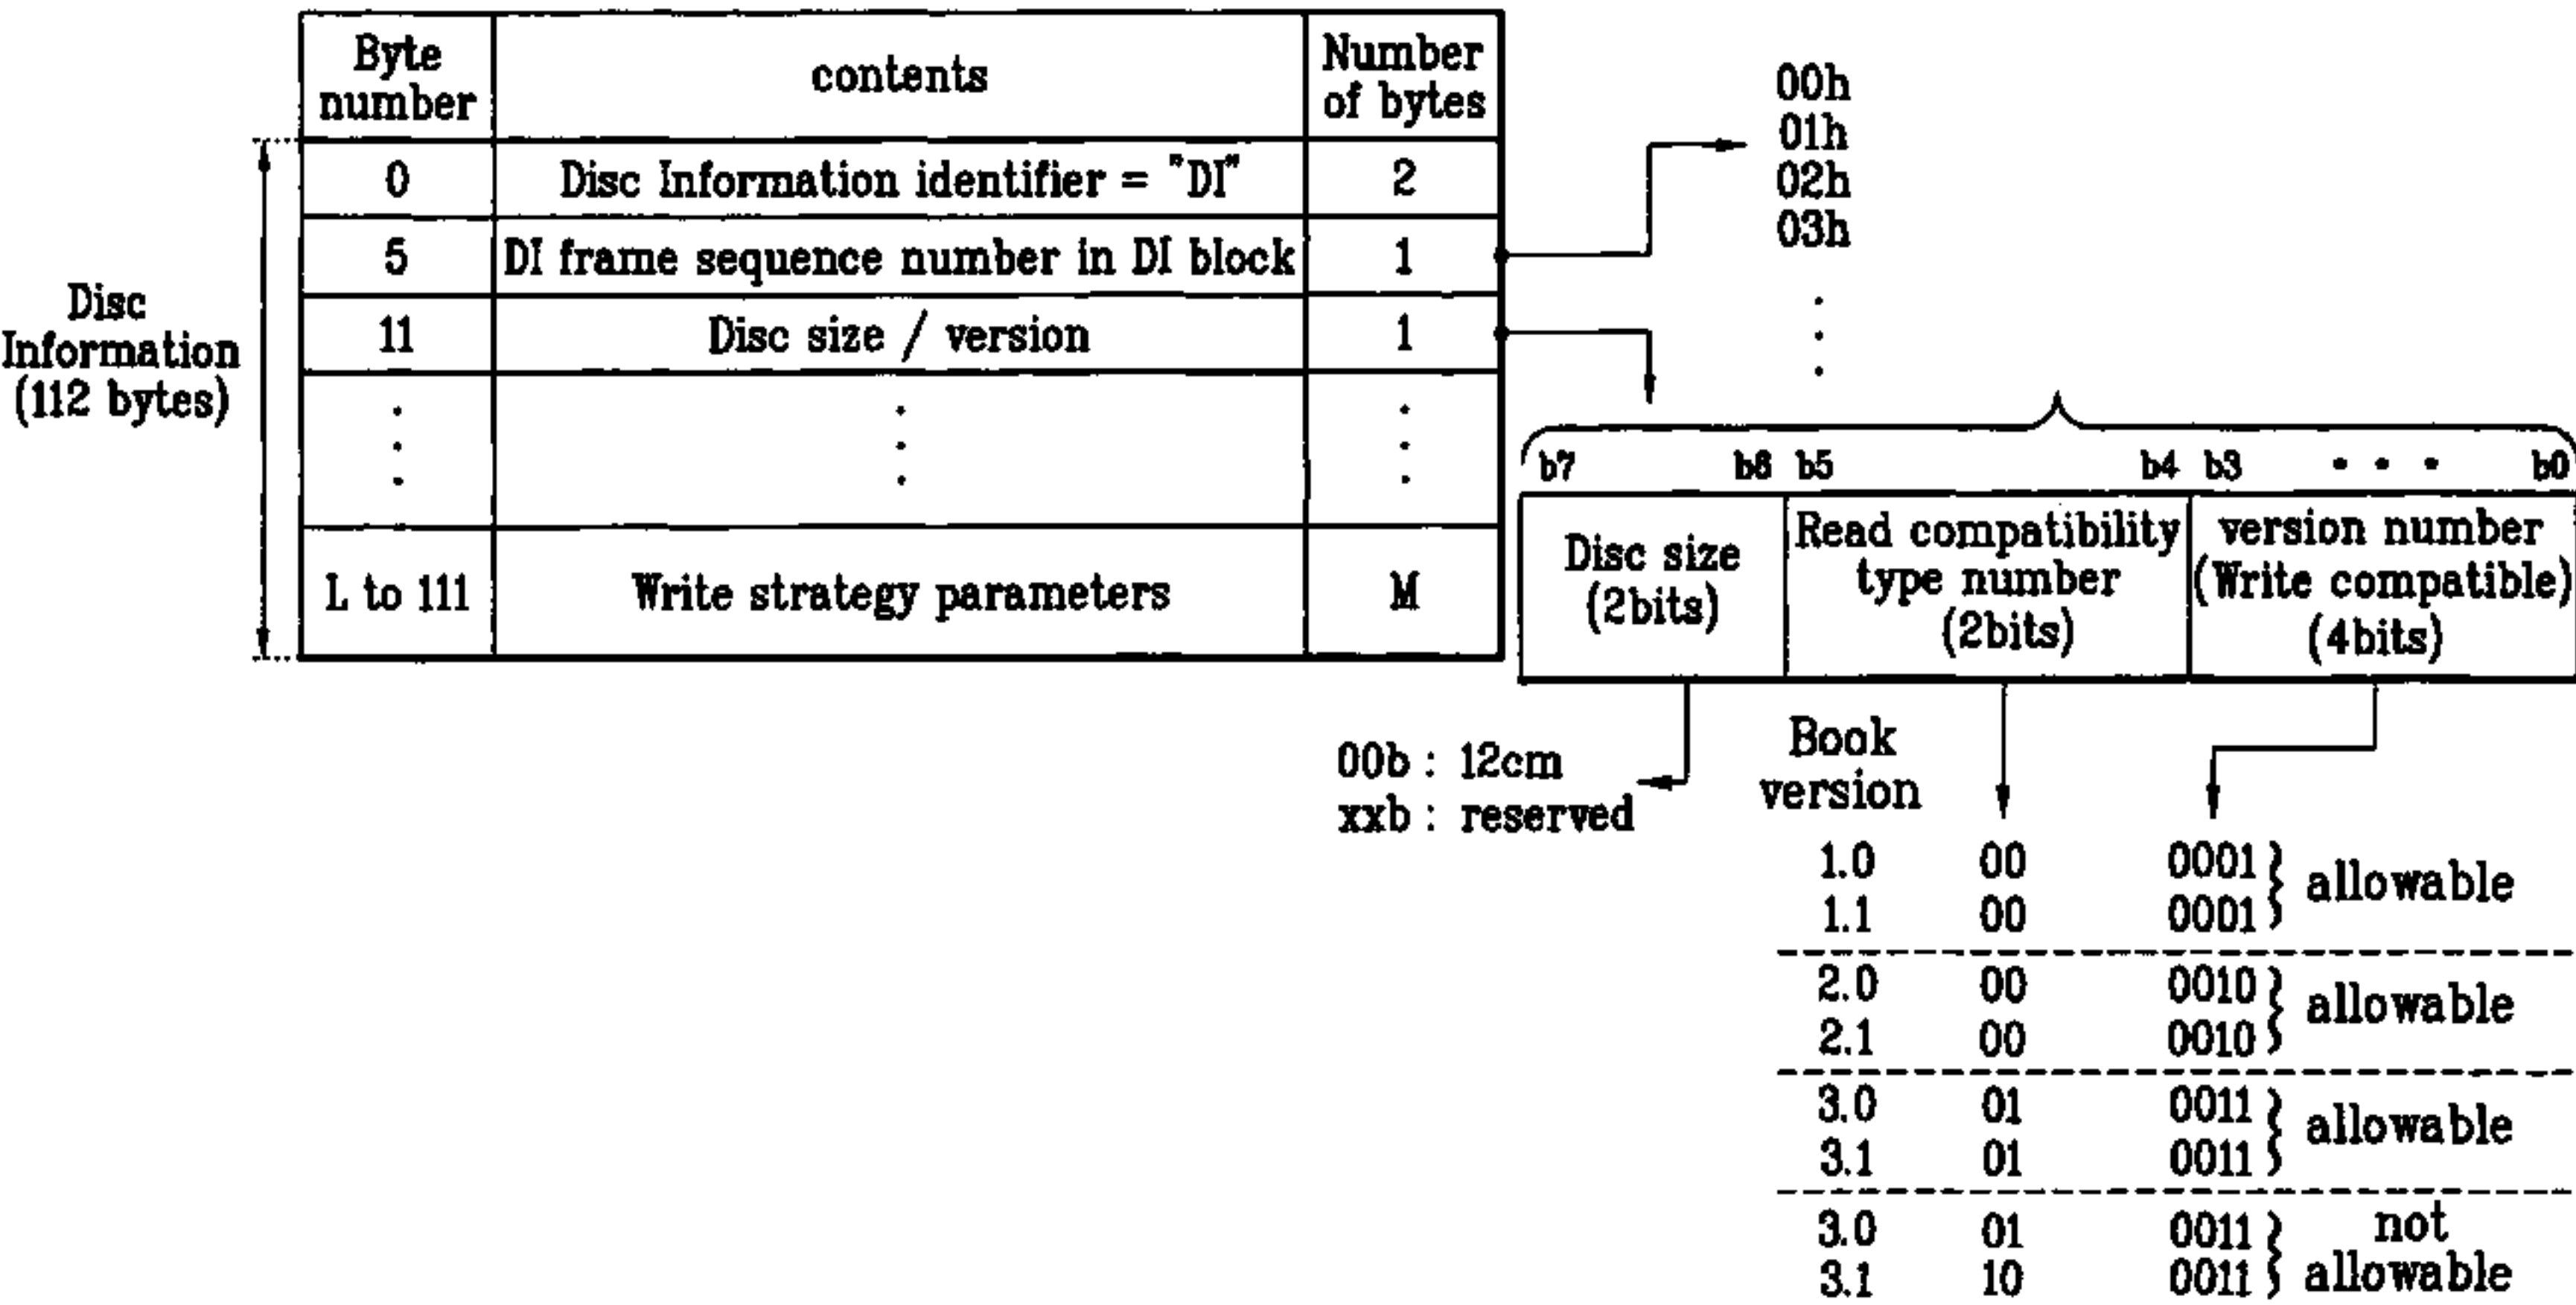 Byte number contents Number of bytes
Disc Information (112 bytes)
0 Disc Information identifier = "DI" 2
5 DI frame sequence number in DI block 1
11 Disc size / version 1
L to 111 Write strategy parameters M
00h
01h
02h
03h
b7 b6 b5 b4 b3 • • • b0
Disc size
(2bits)
Read compatibility
type number
(2bits)
version number
(Write compatible)
(4bits)
00b : 12cm
xxb : reserved
Book
version
1.0 00 0001
1.1 00 0001
allowable
2.0 00 0010
2.1 00 0010
allowable
3.0 01 0011
3.1 01 0011
allowable
3.0 01 0011
3.1 10 0011
not
allowable